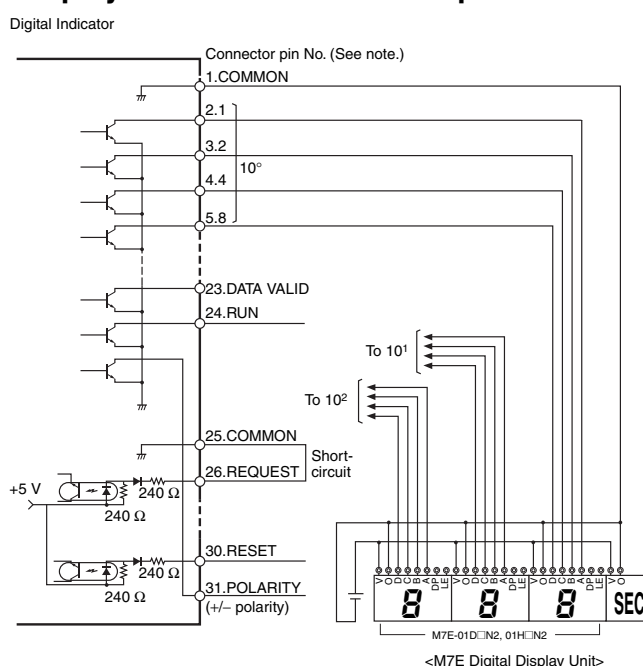 Digital Indicator
Connector pin No. (See note.)
1.COMMON
2.1
3.2
10°
4.4
5.8
23.DATA VALID
24.RUN
To 10¹
To 10²
25.COMMON
Short-
circuit
26.REQUEST
+5 V
240 Ω
240 Ω
30.RESET
240 Ω
240 Ω
31.POLARITY
(+/− polarity)
V O D C B A DP LE V O D C B A DP LE V O D C B A DP LE V O
8 8 8 SEC
M7E-01D□N2, 01H□N2
<M7E Digital Display Unit>